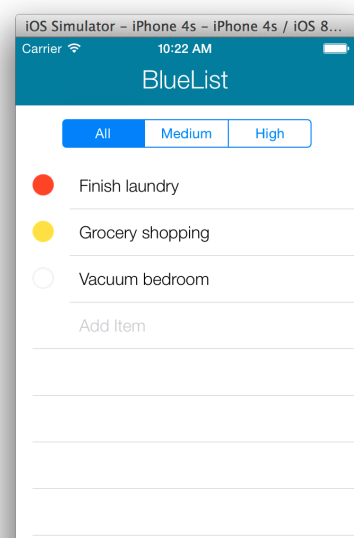 iOS Simulator – iPhone 4s – iPhone 4s / iOS 8...
Carrier 10:22 AM
BlueList
All Medium High
Finish laundry
Grocery shopping
Vacuum bedroom
Add Item